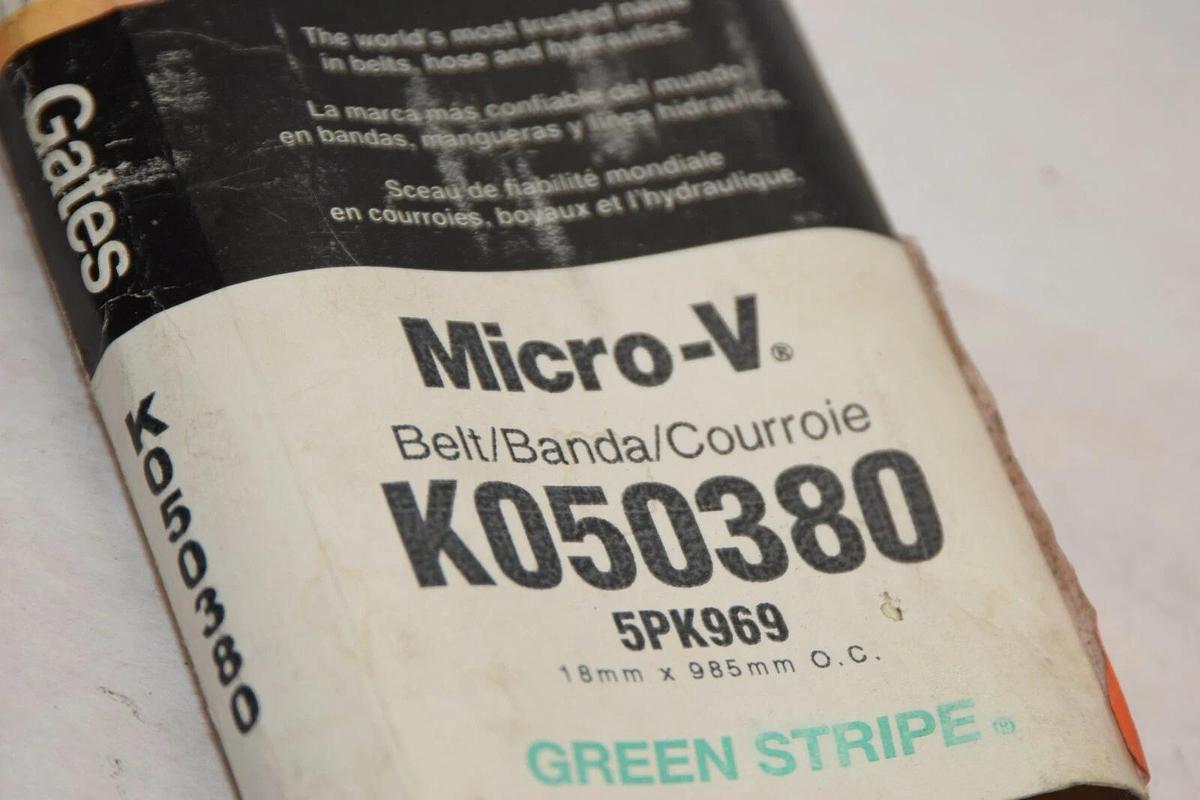 The world's most trusted name
in belts, hose and hydraulics.
La marca más confiable del mundo
en bandas, mangueras y línea hidraulica.
Sceau de fiabilité mondiale
en courroies, boyaux et l'hydraulique.
Gates
Micro-V®
Belt/Banda/Courroie
K050380
5PK969
18mm x 985mm O.C.
GREEN STRIPE®
K050380